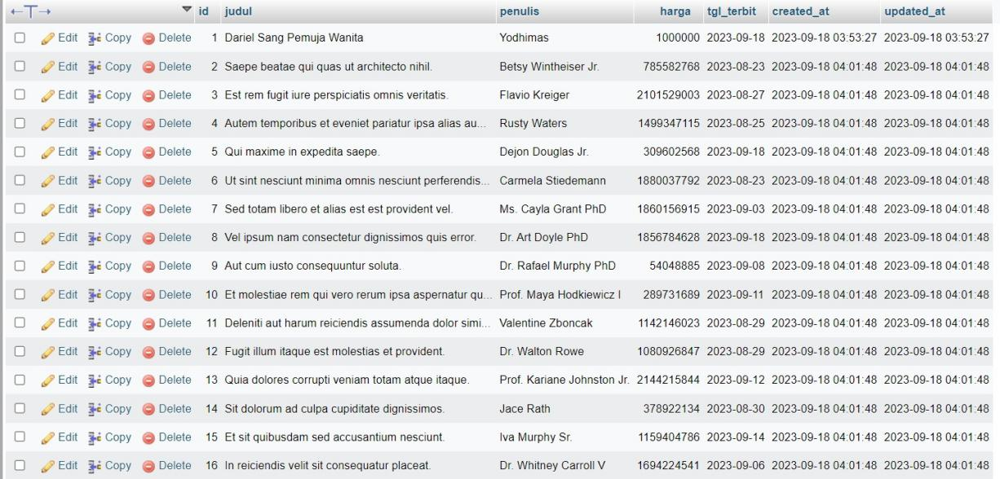 id judul penulis harga tgl_terbit created_at updated_at
Edit Copy Delete 1 Dariel Sang Pemuja Wanita Yodhimas 1000000 2023-09-18 2023-09-18 03:53:27 2023-09-18 03:53:27
Edit Copy Delete 2 Saepe beatae qui quas ut architecto nihil. Betsy Wintheiser Jr. 785582768 2023-08-23 2023-09-18 04:01:48 2023-09-18 04:01:48
Edit Copy Delete 3 Est rem fugit iure perspiciatis omnis veritatis. Flavio Kreiger 2101529003 2023-08-27 2023-09-18 04:01:48 2023-09-18 04:01:48
Edit Copy Delete 4 Autem temporibus et eveniet pariatur ipsa alias au... Rusty Waters 1499347115 2023-08-25 2023-09-18 04:01:48 2023-09-18 04:01:48
Edit Copy Delete 5 Qui maxime in expedita saepe. Dejon Douglas Jr. 309602568 2023-09-18 2023-09-18 04:01:48 2023-09-18 04:01:48
Edit Copy Delete 6 Ut sint nesciunt minima omnis nesciunt perferendis... Carmela Stiedemann 1880037792 2023-08-23 2023-09-18 04:01:48 2023-09-18 04:01:48
Edit Copy Delete 7 Sed totam libero et alias est est provident vel. Ms. Cayla Grant PhD 1860156915 2023-09-03 2023-09-18 04:01:48 2023-09-18 04:01:48
Edit Copy Delete 8 Vel ipsum nam consectetur dignissimos quis error. Dr. Art Doyle PhD 1856784628 2023-09-18 2023-09-18 04:01:48 2023-09-18 04:01:48
Edit Copy Delete 9 Aut cum iusto consequuntur soluta. Dr. Rafael Murphy PhD 54048885 2023-09-08 2023-09-18 04:01:48 2023-09-18 04:01:48
Edit Copy Delete 10 Et molestiae rem qui vero rerum ipsa aspernatur qu... Prof. Maya Hodkiewicz I 289731689 2023-09-11 2023-09-18 04:01:48 2023-09-18 04:01:48
Edit Copy Delete 11 Deleniti aut harum reiciendis assumenda dolor simi... Valentine Zboncak 1142146023 2023-08-29 2023-09-18 04:01:48 2023-09-18 04:01:48
Edit Copy Delete 12 Fugit illum itaque est molestias et provident. Dr. Walton Rowe 1080926847 2023-08-29 2023-09-18 04:01:48 2023-09-18 04:01:48
Edit Copy Delete 13 Quia dolores corrupti veniam totam atque itaque. Prof. Kariane Johnston Jr. 2144215844 2023-09-12 2023-09-18 04:01:48 2023-09-18 04:01:48
Edit Copy Delete 14 Sit dolorum ad culpa cupiditate dignissimos. Jace Rath 378922134 2023-08-30 2023-09-18 04:01:48 2023-09-18 04:01:48
Edit Copy Delete 15 Et sit quibusdam sed accusantium nesciunt. Iva Murphy Sr. 1159404786 2023-09-14 2023-09-18 04:01:48 2023-09-18 04:01:48
Edit Copy Delete 16 In reiciendis velit sit consequatur placeat. Dr. Whitney Carroll V 1694224541 2023-09-06 2023-09-18 04:01:48 2023-09-18 04:01:48